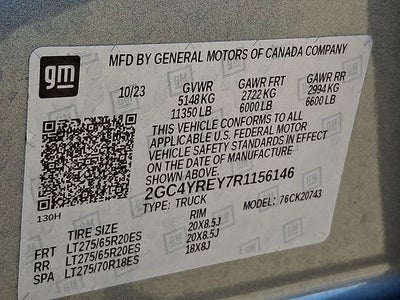 gm
MFD BY GENERAL MOTORS OF CANADA COMPANY
10/23 GVWR GAWR FRT GAWR RR
5148 KG 2722 KG 2994 KG
11350 LB 6000 LB 6600 LB
THIS VEHICLE CONFORMS TO ALL
APPLICABLE U.S. FEDERAL MOTOR
VEHICLE SAFETY STANDARDS IN EFFECT
ON THE DATE OF MANUFACTURE
SHOWN ABOVE.
2GC4YREY7R1156146
130H
TYPE: TRUCK MODEL: 76CK20743
TIRE SIZE RIM
FRT LT275/65R20ES 20X8.5J
RR LT275/65R20ES 20X8.5J
SPA LT275/70R18ES 18X8J